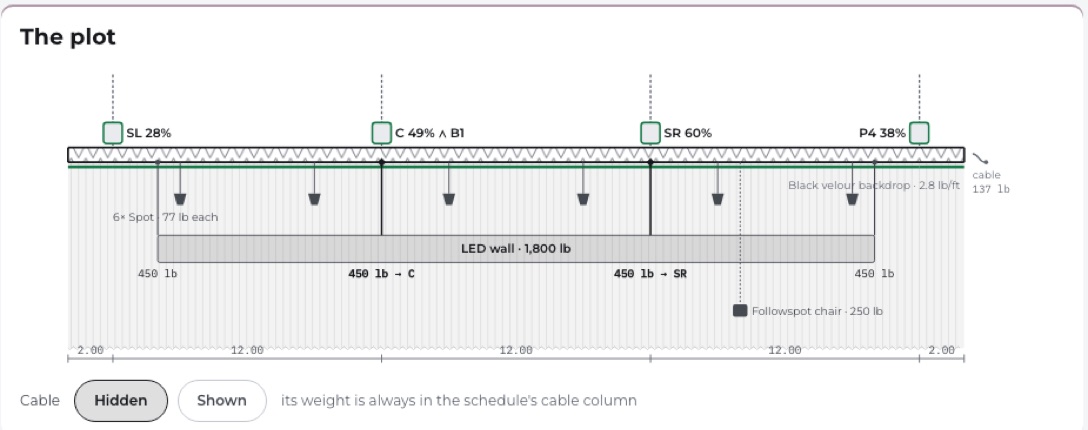 The plot
SL 28%
C 49% ∧ B1
SR 60%
P4 38%
cable
137 lb
Black velour backdrop · 2.8 lb/ft
6× Spot · 77 lb each
LED wall · 1,800 lb
450 lb
450 lb → C
450 lb → SR
450 lb
Followspot chair · 250 lb
2.00
12.00
12.00
12.00
2.00
Cable Hidden Shown its weight is always in the schedule's cable column